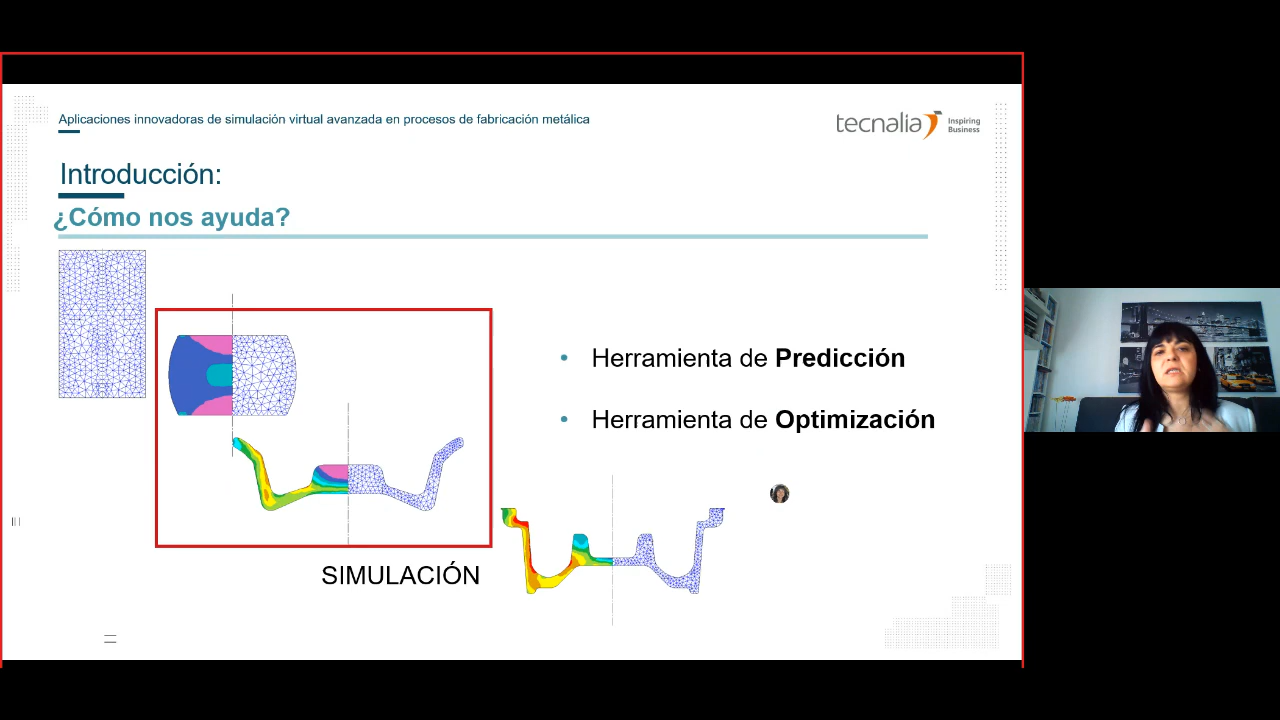 Aplicaciones innovadoras de simulación virtual avanzada en procesos de fabricación metálica
tecnalia Inspiring
Business
Introducción:
¿Cómo nos ayuda?
• Herramienta de Predicción
• Herramienta de Optimización
SIMULACIÓN